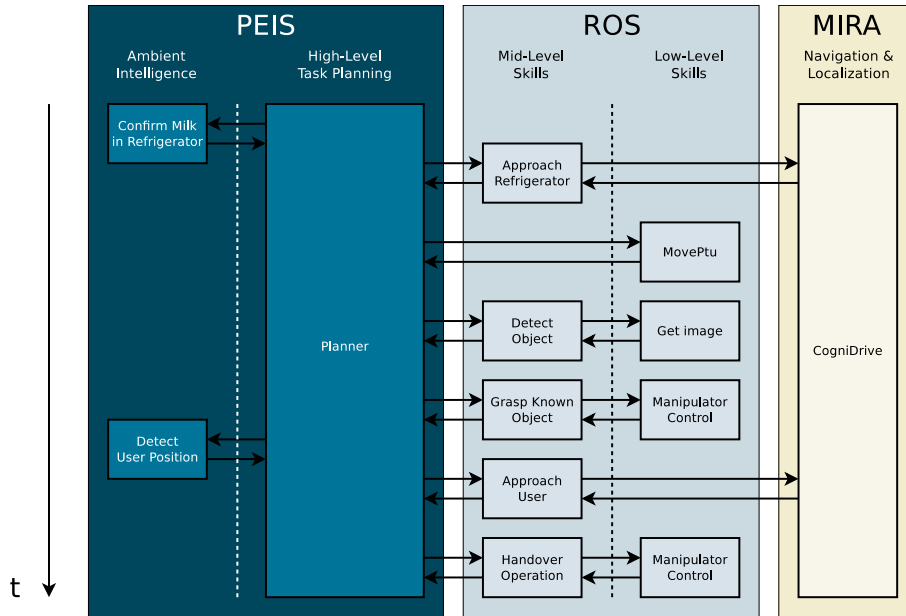 PEIS
ROS
MIRA
Ambient
Intelligence
High-Level
Task Planning
Mid-Level
Skills
Low-Level
Skills
Navigation &
Localization
Confirm Milk
in Refrigerator
Approach
Refrigerator
MovePtu
Planner
Detect
Object
Get image
CogniDrive
Grasp Known
Object
Manipulator
Control
Detect
User Position
Approach
User
Handover
Operation
Manipulator
Control
t